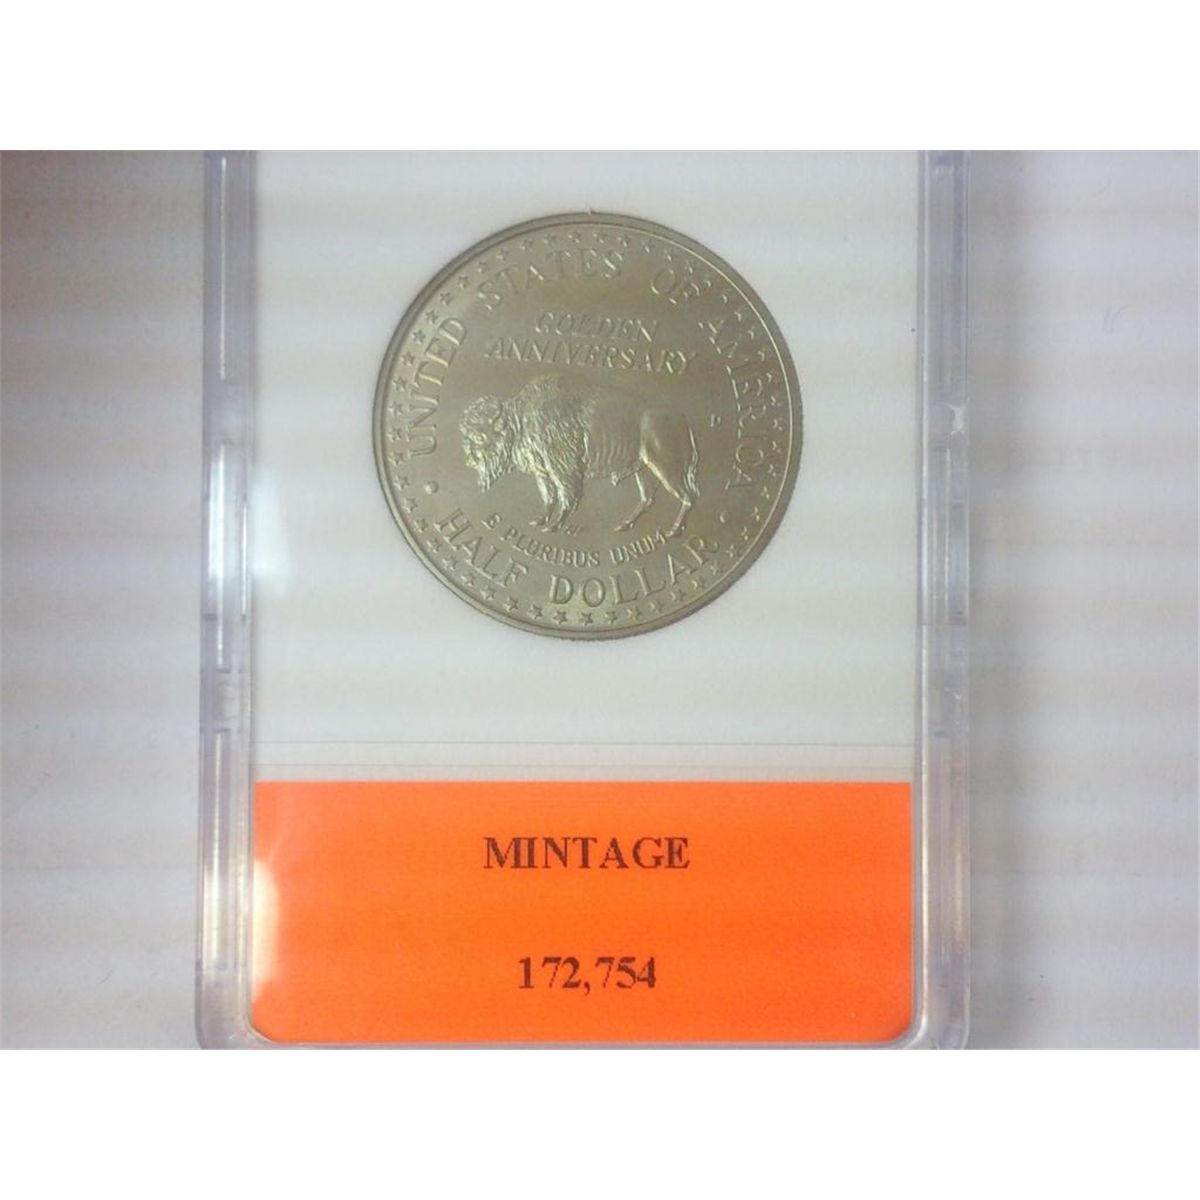 UNITED STATES OF AMERICA
GOLDEN
ANNIVERSARY
E PLURIBUS UNUM
HALF DOLLAR
MINTAGE
172,754